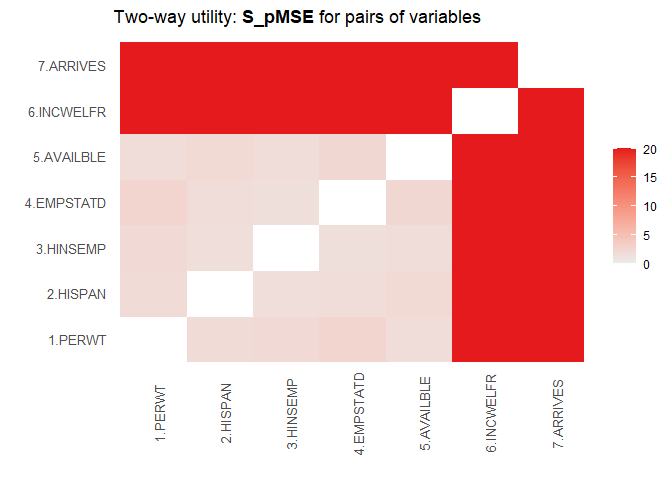 Two-way utility: S_pMSE for pairs of variables
7.ARRIVES
6.INCWELFR
5.AVAILBLE
4.EMPSTATD
3.HINSEMP
2.HISPAN
1.PERWT
20
15
10
5
0
1.PERWT
2.HISPAN
3.HINSEMP
4.EMPSTATD
5.AVAILBLE
6.INCWELFR
7.ARRIVES